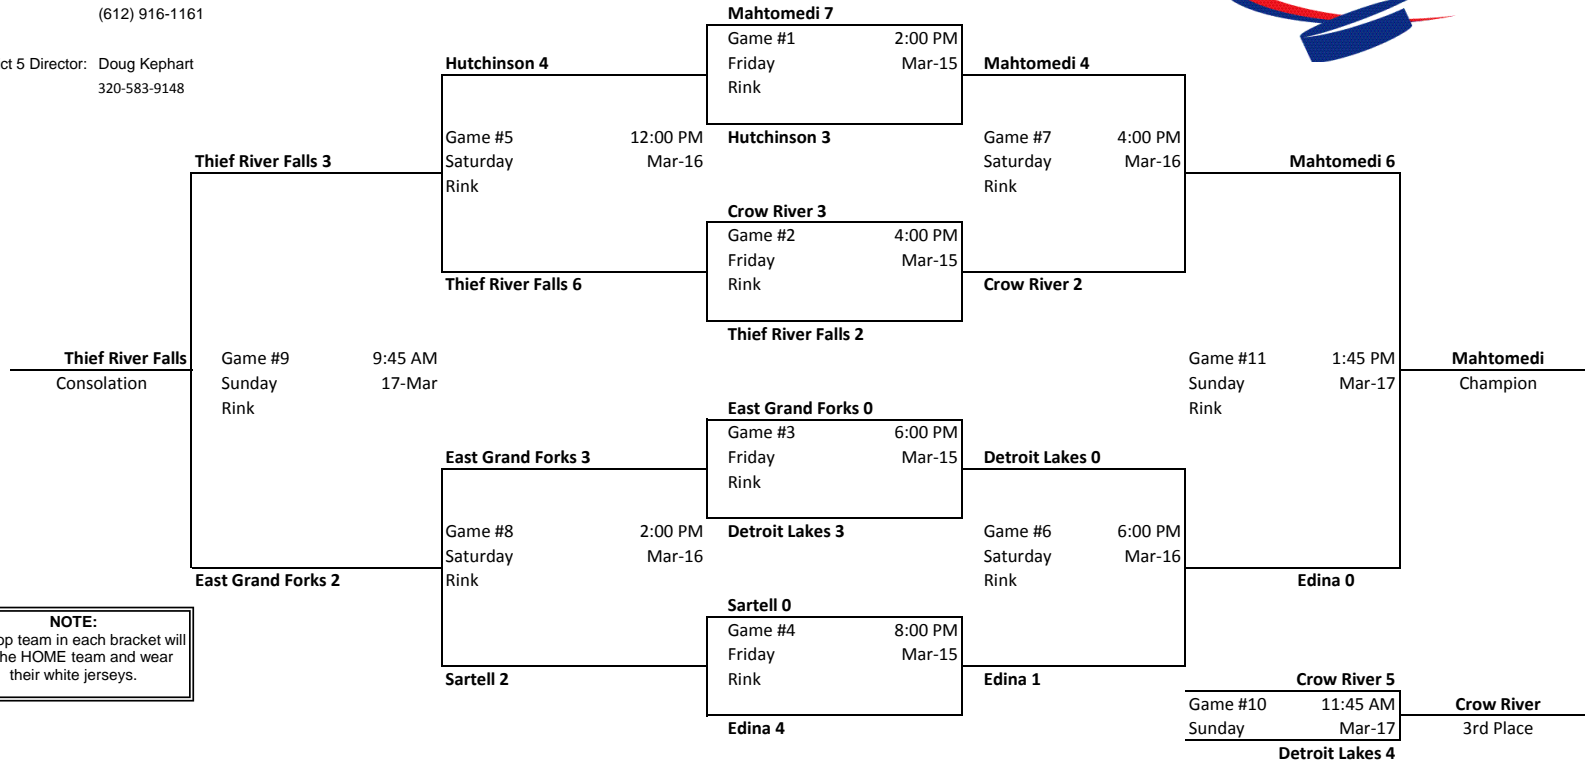 (612) 916-1161
Mahtomedi 7
Game #1 2:00 PM
ct 5 Director: Doug Kephart
Hutchinson 4
Friday Mar-15
Mahtomedi 4
320-583-9148
Rink
Game #5 12:00 PM
Hutchinson 3
Game #7 4:00 PM
Thief River Falls 3
Saturday Mar-16
Saturday Mar-16
Mahtomedi 6
Rink
Rink
Crow River 3
Game #2 4:00 PM
Friday Mar-15
Thief River Falls 6
Rink
Crow River 2
Thief River Falls 2
Thief River Falls
Game #9 9:45 AM
Game #11 1:45 PM
Mahtomedi
Consolation
Sunday 17-Mar
Sunday Mar-17
Champion
Rink
East Grand Forks 0
Rink
Game #3 6:00 PM
East Grand Forks 3
Friday Mar-15
Detroit Lakes 0
Rink
Game #8 2:00 PM
Detroit Lakes 3
Game #6 6:00 PM
Saturday Mar-16
Saturday Mar-16
East Grand Forks 2
Rink
Rink
Edina 0
Sartell 0
NOTE:
op team in each bracket will
he HOME team and wear
their white jerseys.
Game #4 8:00 PM
Friday Mar-15
Sartell 2
Rink
Edina 1
Crow River 5
Game #10 11:45 AM
Crow River
Edina 4
Sunday Mar-17
3rd Place
Detroit Lakes 4